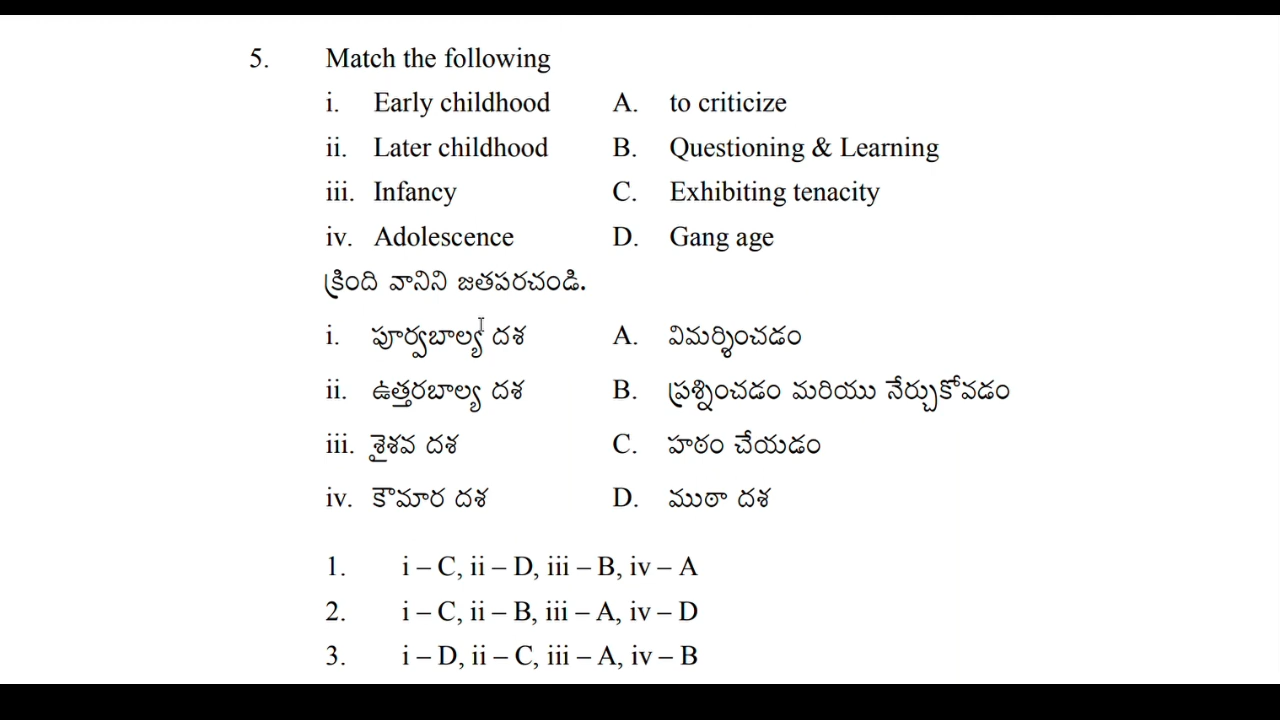 5. Match the following
i. Early childhood A. to criticize
ii. Later childhood B. Questioning & Learning
iii. Infancy C. Exhibiting tenacity
iv. Adolescence D. Gang age
క్రింది వానిని జతపరచండి.
i. పూర్వబాల్య దశ A. విమర్శించడం
ii. ఉత్తరబాల్య దశ B. ప్రశ్నించడం మరియు నేర్చుకోవడం
iii. శైశవ దశ C. హఠం చేయడం
iv. కౌమార దశ D. ముఠా దశ
1. i – C, ii – D, iii – B, iv – A
2. i – C, ii – B, iii – A, iv – D
3. i – D, ii – C, iii – A, iv – B